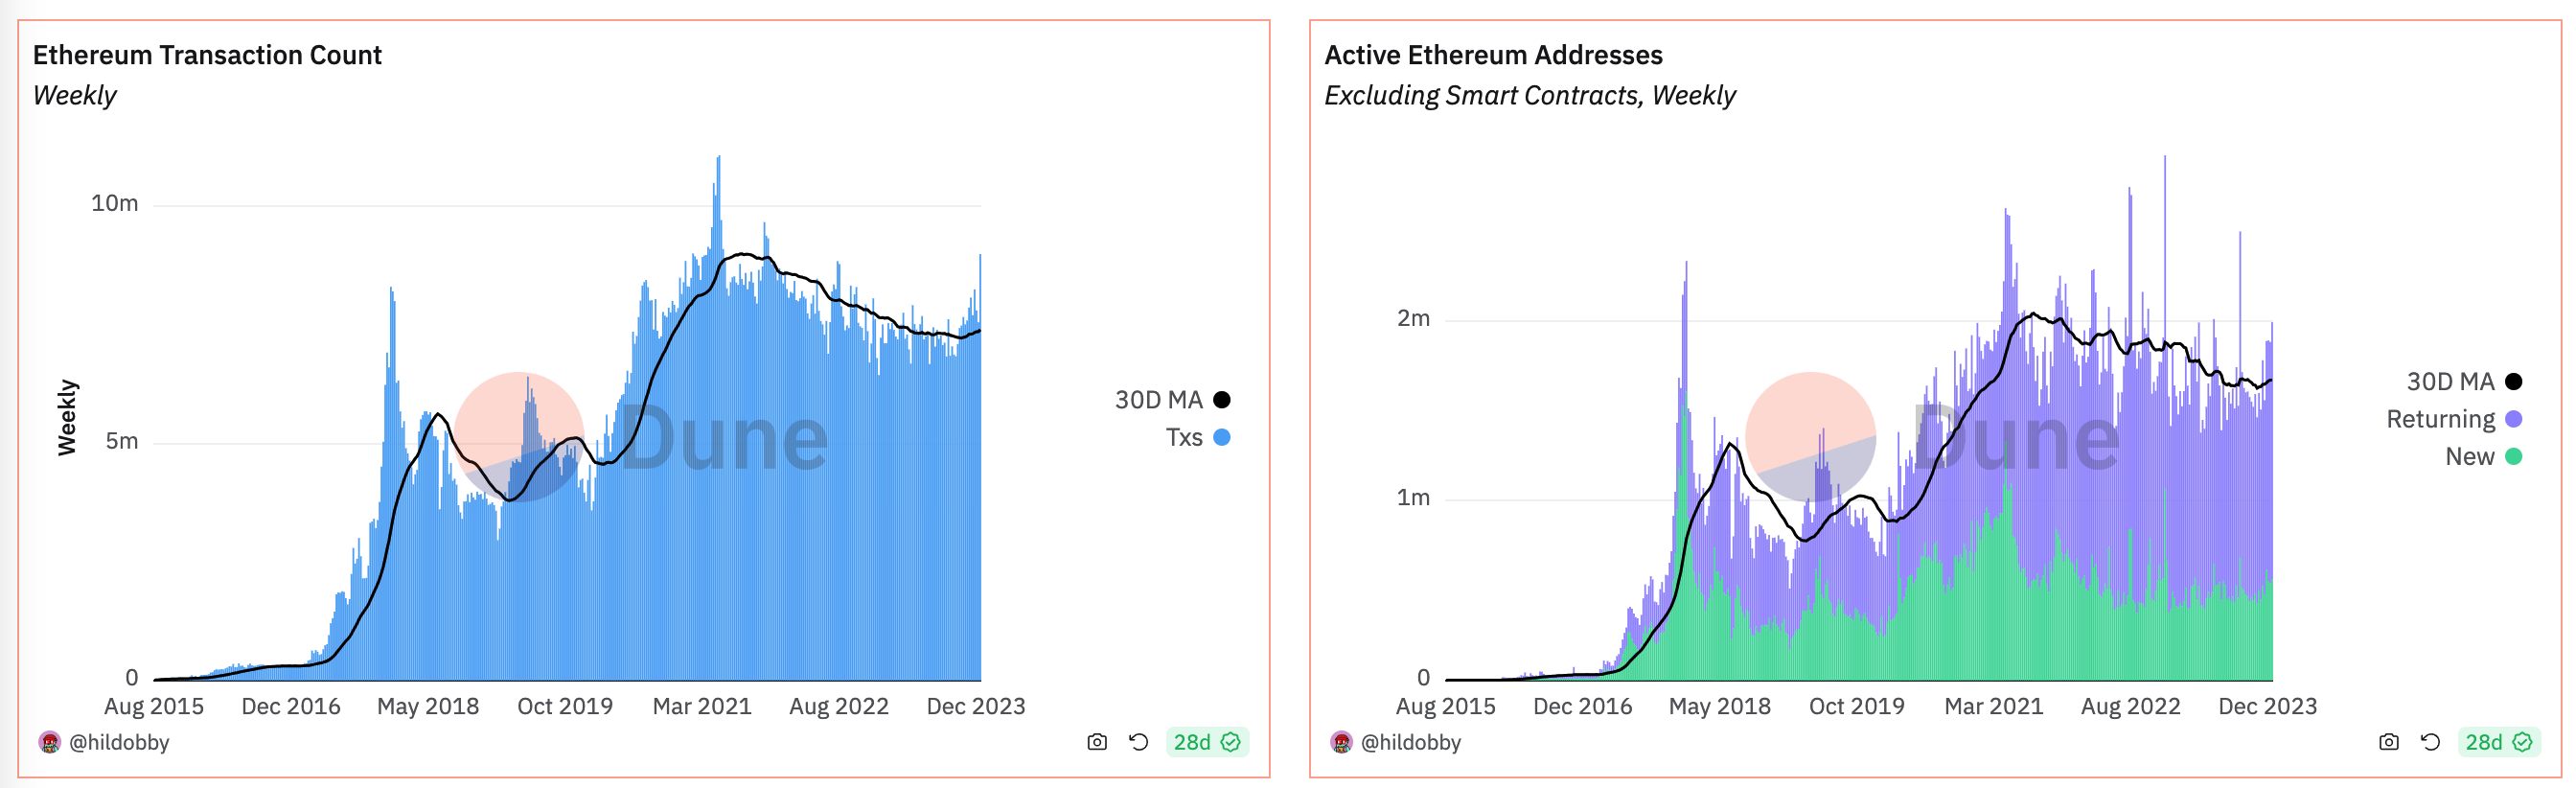 Ethereum Transaction Count
Weekly
10m
5m
0
Weekly
Aug 2015 Dec 2016 May 2018 Oct 2019 Mar 2021 Aug 2022 Dec 2023
30D MA
Txs
Dune
@hildobby
28d
Active Ethereum Addresses
Excluding Smart Contracts, Weekly
2m
1m
0
Aug 2015 Dec 2016 May 2018 Oct 2019 Mar 2021 Aug 2022 Dec 2023
30D MA
Returning
New
Dune
@hildobby
28d